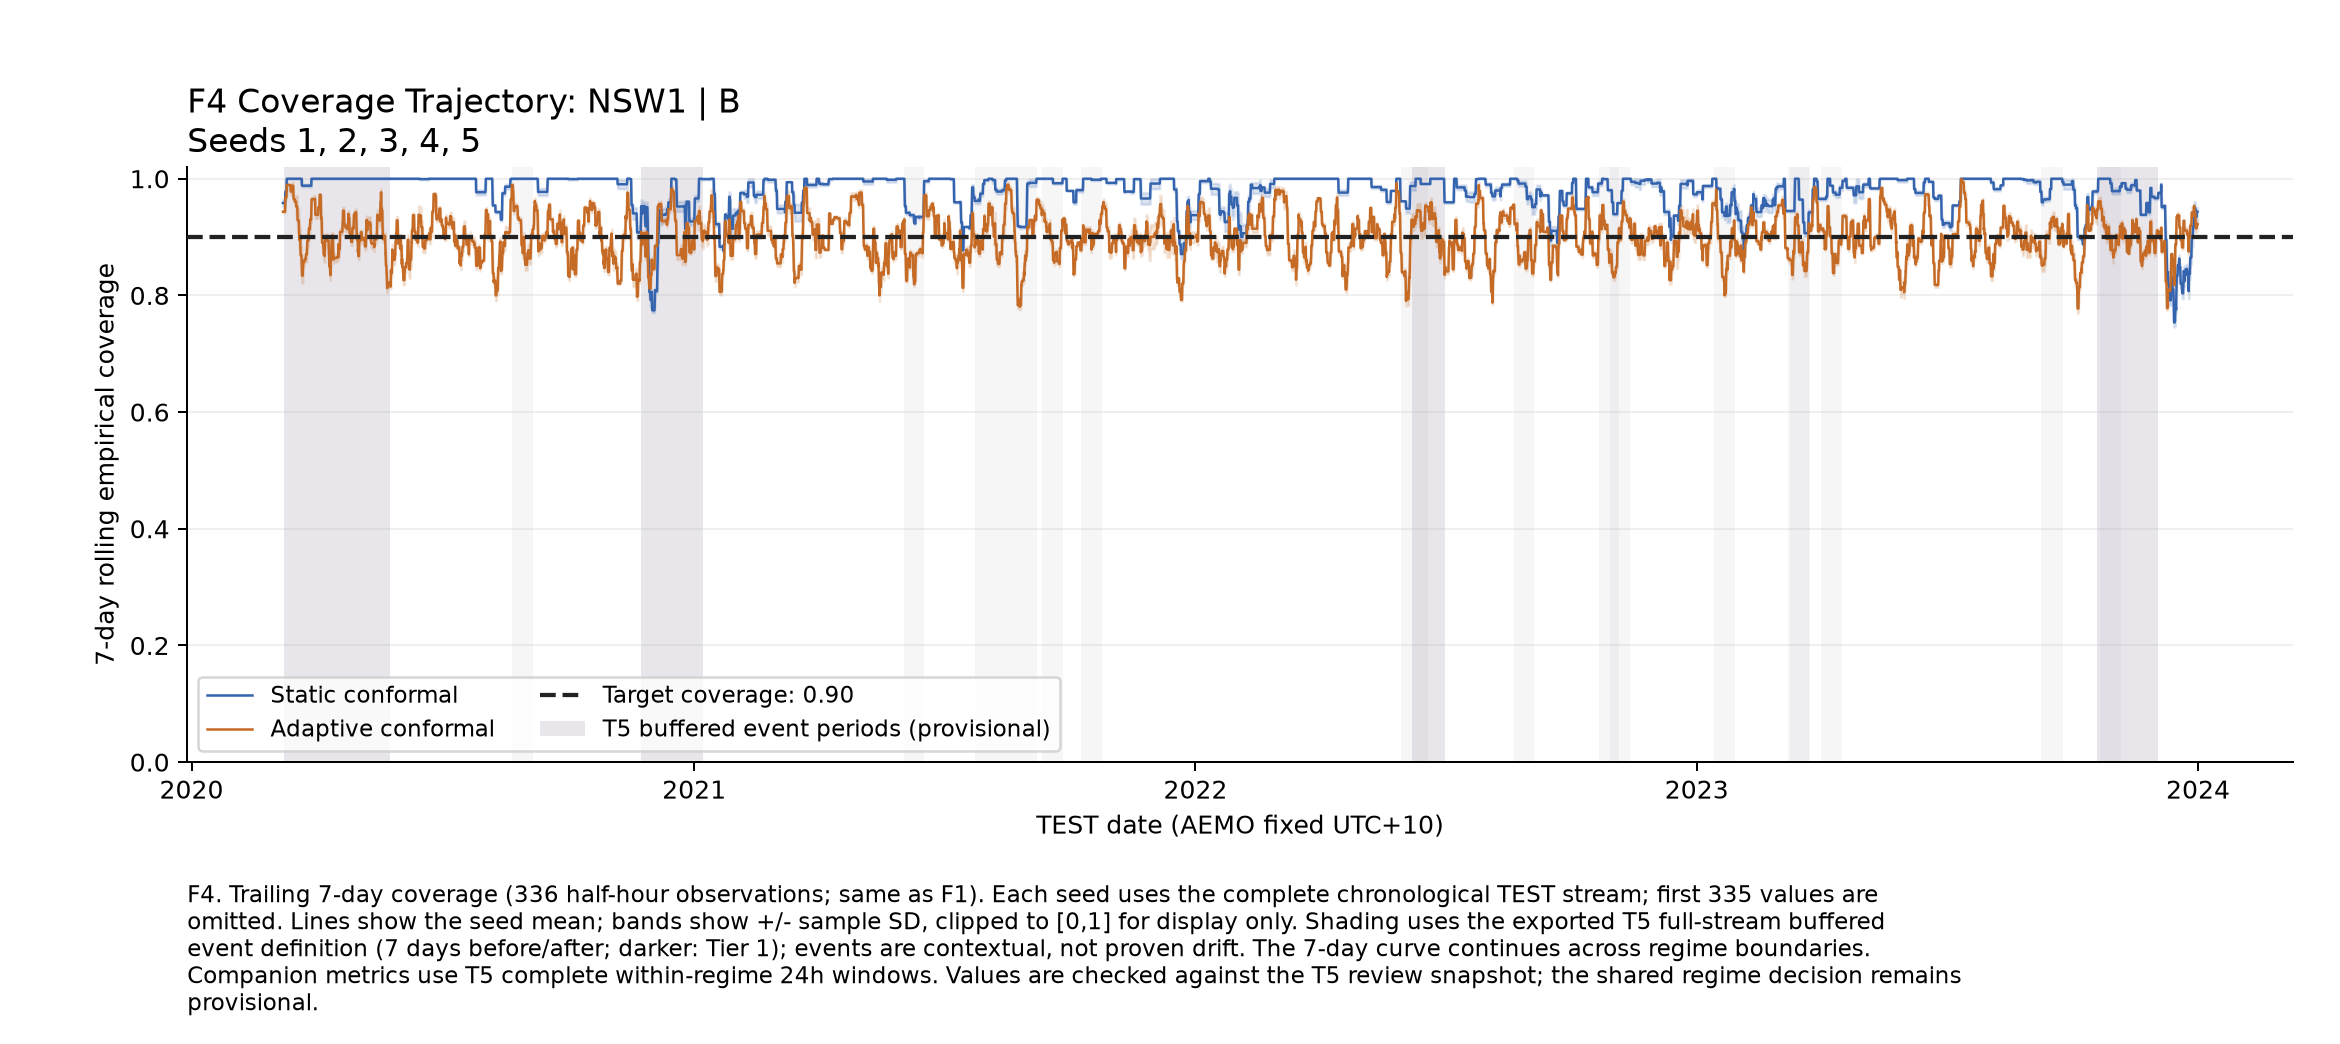 F4 Coverage Trajectory: NSW1 | B
Seeds 1, 2, 3, 4, 5
1.0
0.8
0.6
0.4
0.2
0.0
7-day rolling empirical coverage
Static conformal
Adaptive conformal
Target coverage: 0.90
T5 buffered event periods (provisional)
2020
2021
2022
2023
2024
TEST date (AEMO fixed UTC+10)
F4. Trailing 7-day coverage (336 half-hour observations; same as F1). Each seed uses the complete chronological TEST stream; first 335 values are
omitted. Lines show the seed mean; bands show +/- sample SD, clipped to [0,1] for display only. Shading uses the exported T5 full-stream buffered
event definition (7 days before/after; darker: Tier 1); events are contextual, not proven drift. The 7-day curve continues across regime boundaries.
Companion metrics use T5 complete within-regime 24h windows. Values are checked against the T5 review snapshot; the shared regime decision remains
provisional.